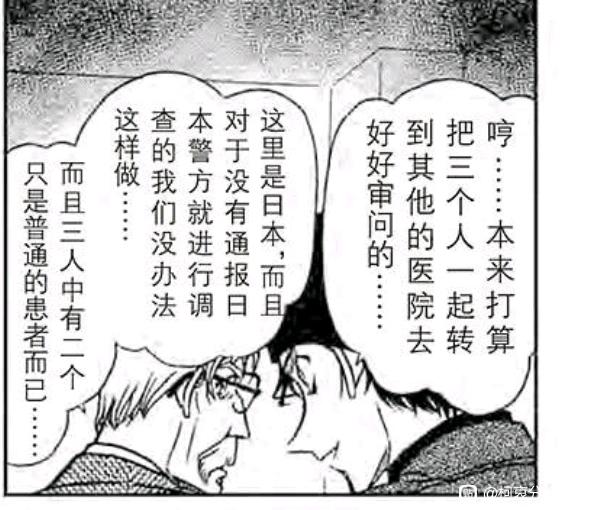 哼……本来打算
把三个人一起转
到其他的医院去
好好审问的……
这里是日本，而且
对于没有通报日
本警方就进行调
查的我们没办法
这样做……
而且三人中有二个
只是普通的患者而已……